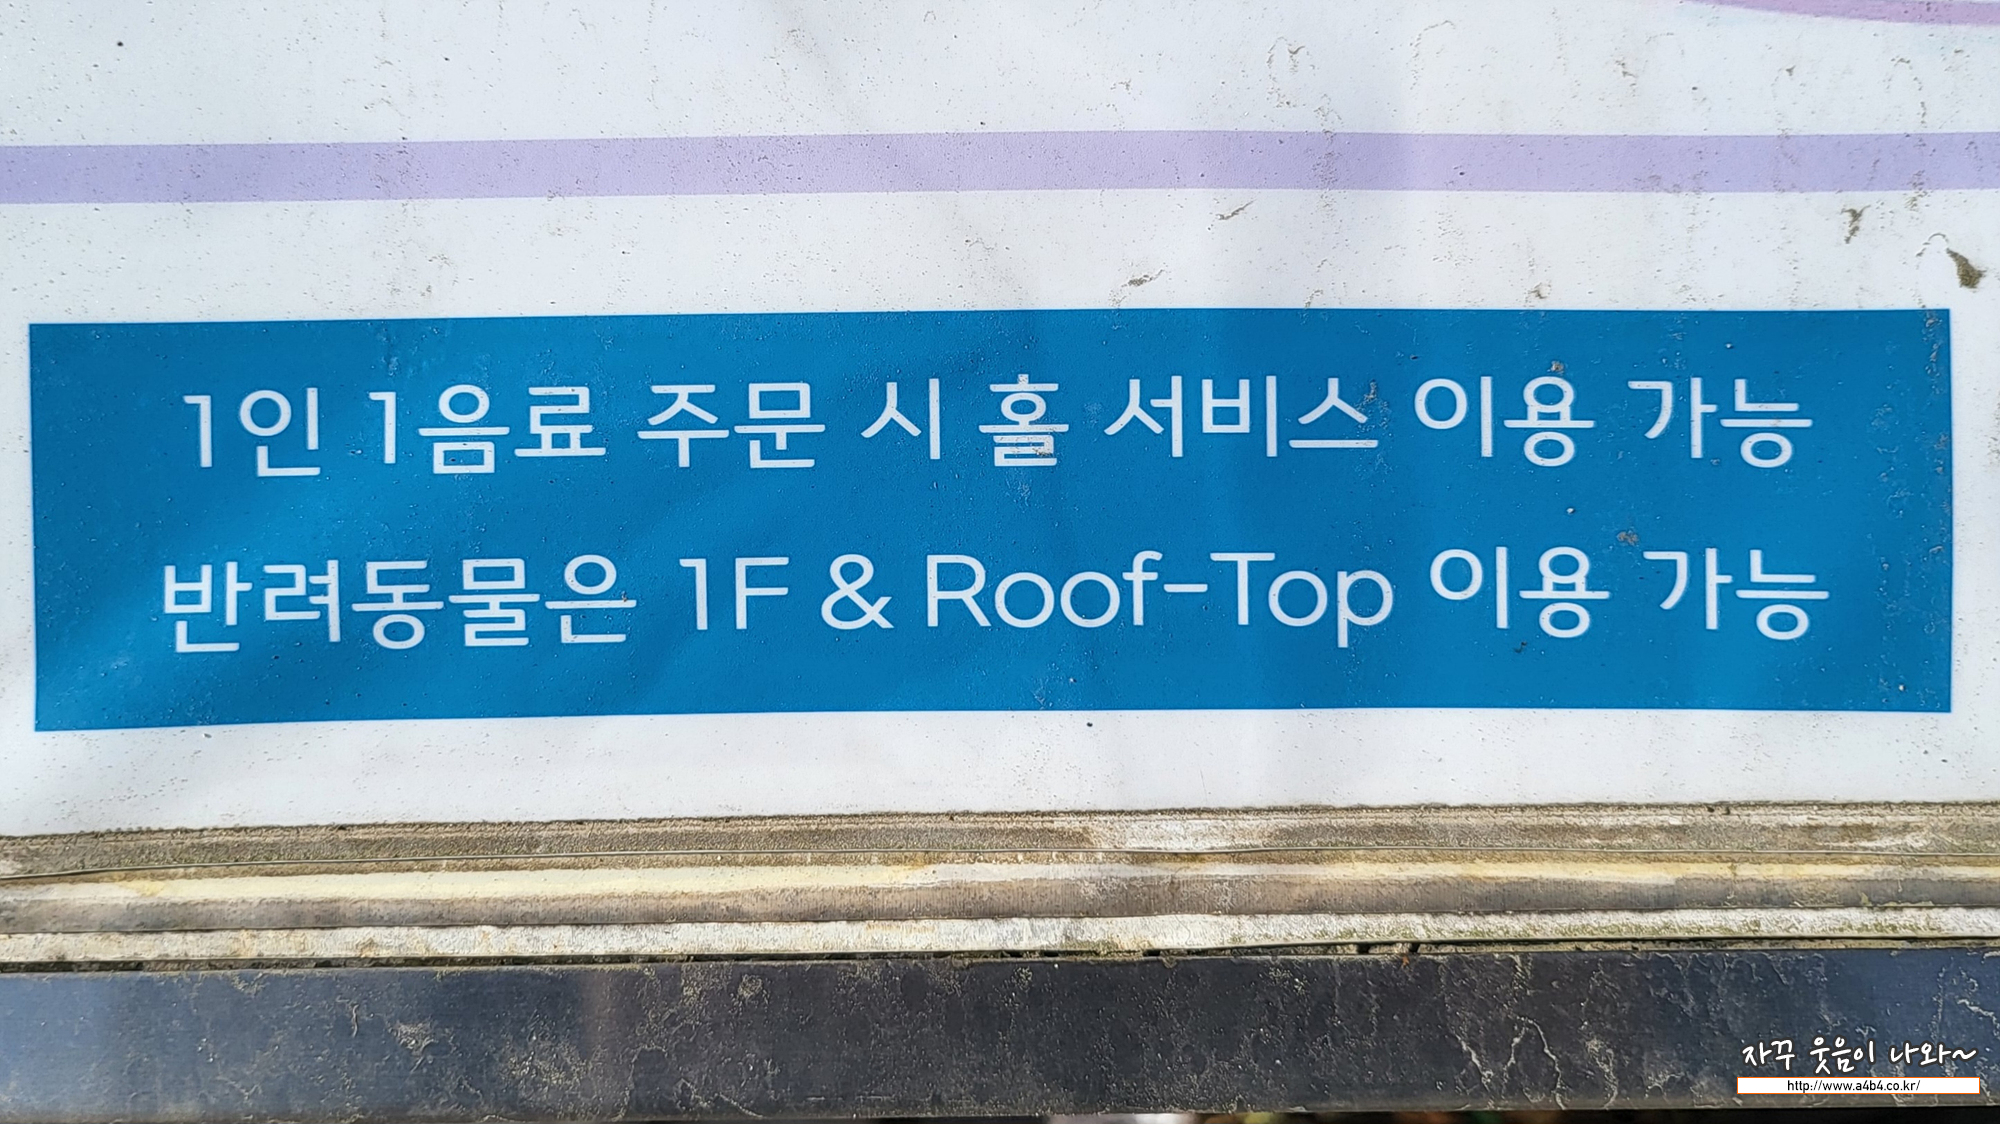 1인 1음료 주문 시 홀 서비스 이용 가능
반려동물은 1F & Roof-Top 이용 가능
자꾸 웃음이 나와~
http://www.a4b4.co.kr/